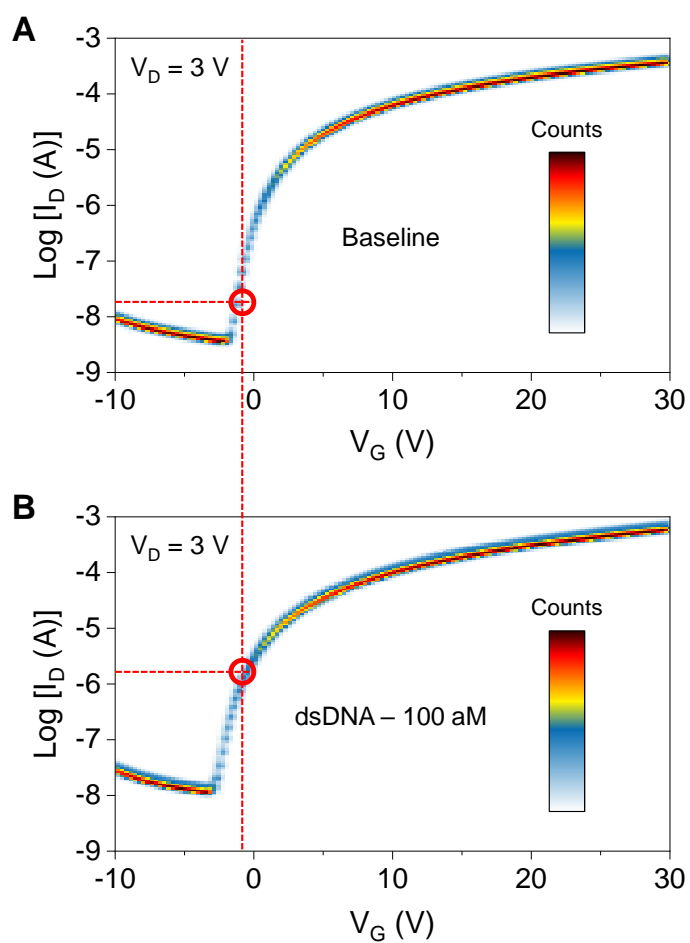 A
V_D = 3 V
Log [I_D (A)]
-3
-4
-5
-6
-7
-8
-9
Counts
Baseline
-10
0
10
20
30
V_G (V)
B
V_D = 3 V
Log [I_D (A)]
-3
-4
-5
-6
-7
-8
-9
Counts
dsDNA – 100 aM
-10
0
10
20
30
V_G (V)